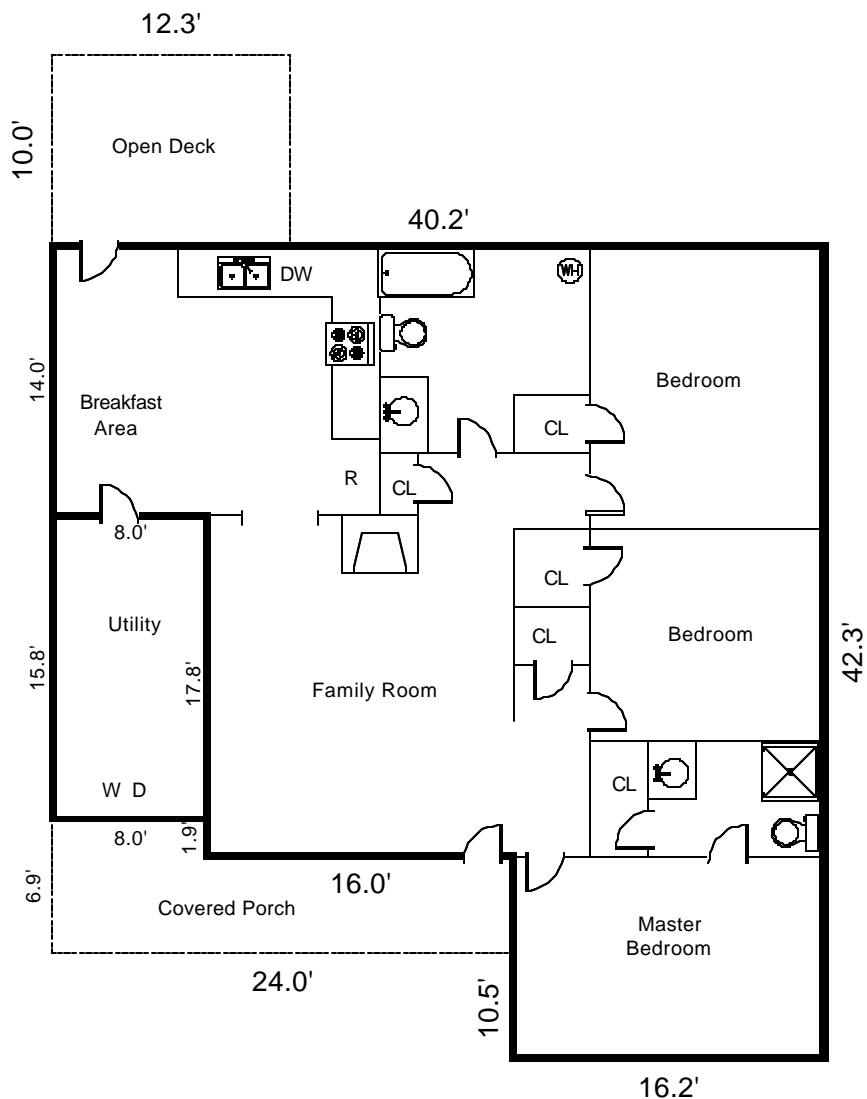 12.3'
10.0'
Open Deck
40.2'
DW
WH
14.0'
Bedroom
Breakfast
Area
CL
R
CL
8.0'
CL
Utility
CL
Bedroom
15.8'
17.8'
Family Room
42.3'
W D
CL
8.0'
1.9'
6.9'
16.0'
Covered Porch
Master
Bedroom
24.0'
10.5'
16.2'